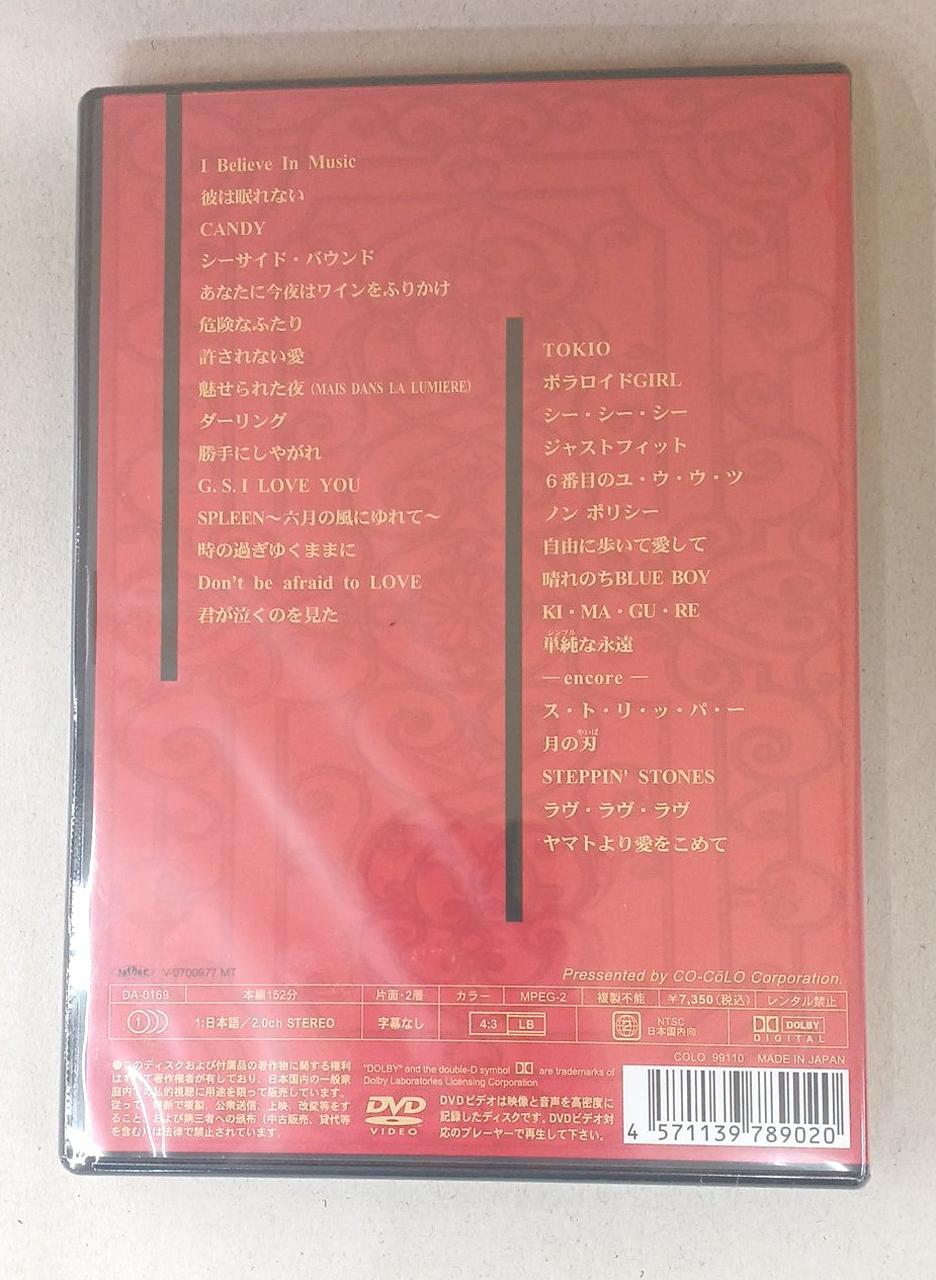 I Believe In Music
彼は眠れない
CANDY
シーサイド・バウンド
あなたに今夜はワインをふりかけ
危険なふたり
許されない愛
魅せられた夜 (MAIS DANS LA LUMIERE)
ダーリング
勝手にしやがれ
G. S. I LOVE YOU
SPLEEN〜六月の風にゆれて〜
時の過ぎゆくままに
Don't be afraid to LOVE
君が泣くのを見た
TOKIO
ポラロイドGIRL
シー・シー・シー
ジャストフィット
6番目のユ・ウ・ウ・ツ
ノン ポリシー
自由に歩いて愛して
晴れのちBLUE BOY
KI・MA・GU・RE
シンプル
単純な永遠
—encore —
ス・ト・リ・ッ・パ・ー
やいば
月の刃
STEPPIN' STONES
ラヴ・ラヴ・ラヴ
ヤマトより愛をこめて
JASRAC V-0700977 MT
Pressented by CO-CōLO Corporation.
DA-0169 本編152分 片面・2層 カラー MPEG-2 複製不能 ¥7,350(税込) レンタル禁止
1 1:日本語/2.0ch STEREO 字幕なし 4:3 LB 2 NTSC 日本国内向 DOLBY DIGITAL
COLO 99110 MADE IN JAPAN
●このディスクおよび付属品の著作物に関する権利
はすべて著作権者が有しており、日本国内の一般家
庭内での私的視聴に用途を限って販売しています。
従って、無断で複製、公衆送信、上映、改変等をす
ること、および第三者への頒布(中古販売、貸代等
を含む)は法律で禁止されています。
"DOLBY" and the double-D symbol are trademarks of
Dolby Laboratories Licensing Corporation
DVD VIDEO
DVDビデオは映像と音声を高密度に
記録したディスクです。DVDビデオ対
応のプレーヤーで再生して下さい。
4 571139 789020